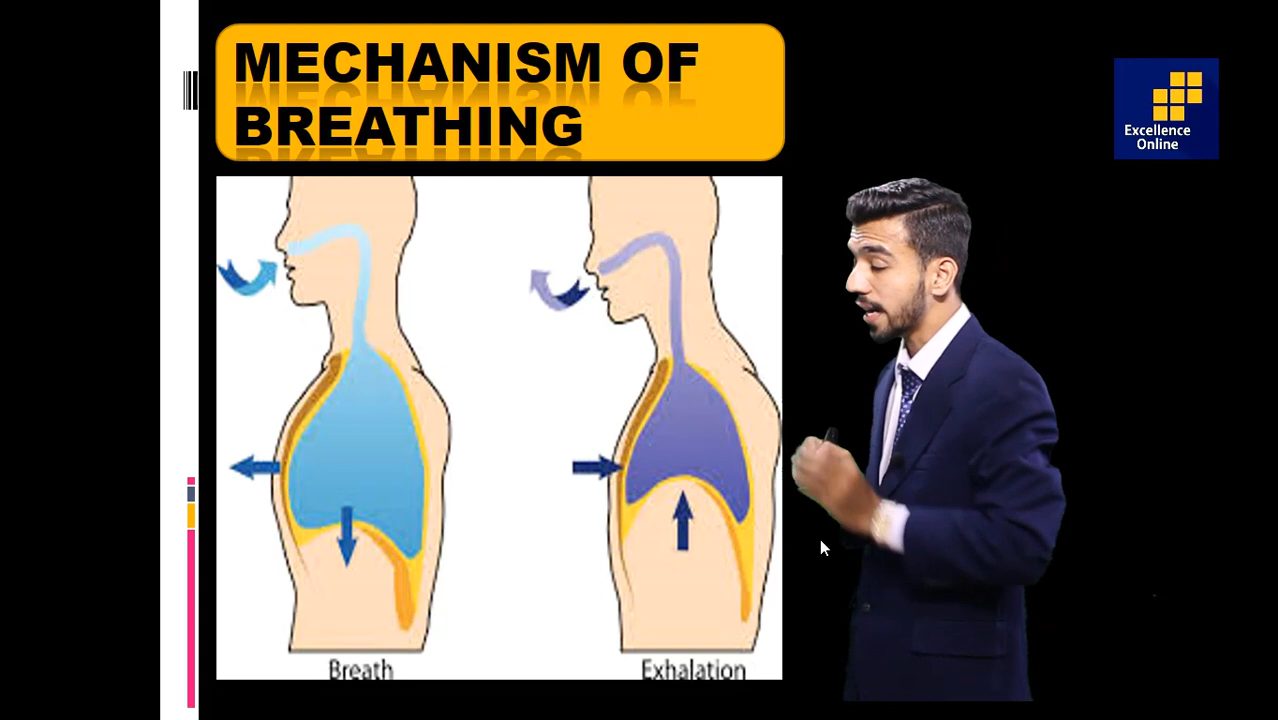 MECHANISM OF
BREATHING
Excellence
Online
Breath
Exhalation